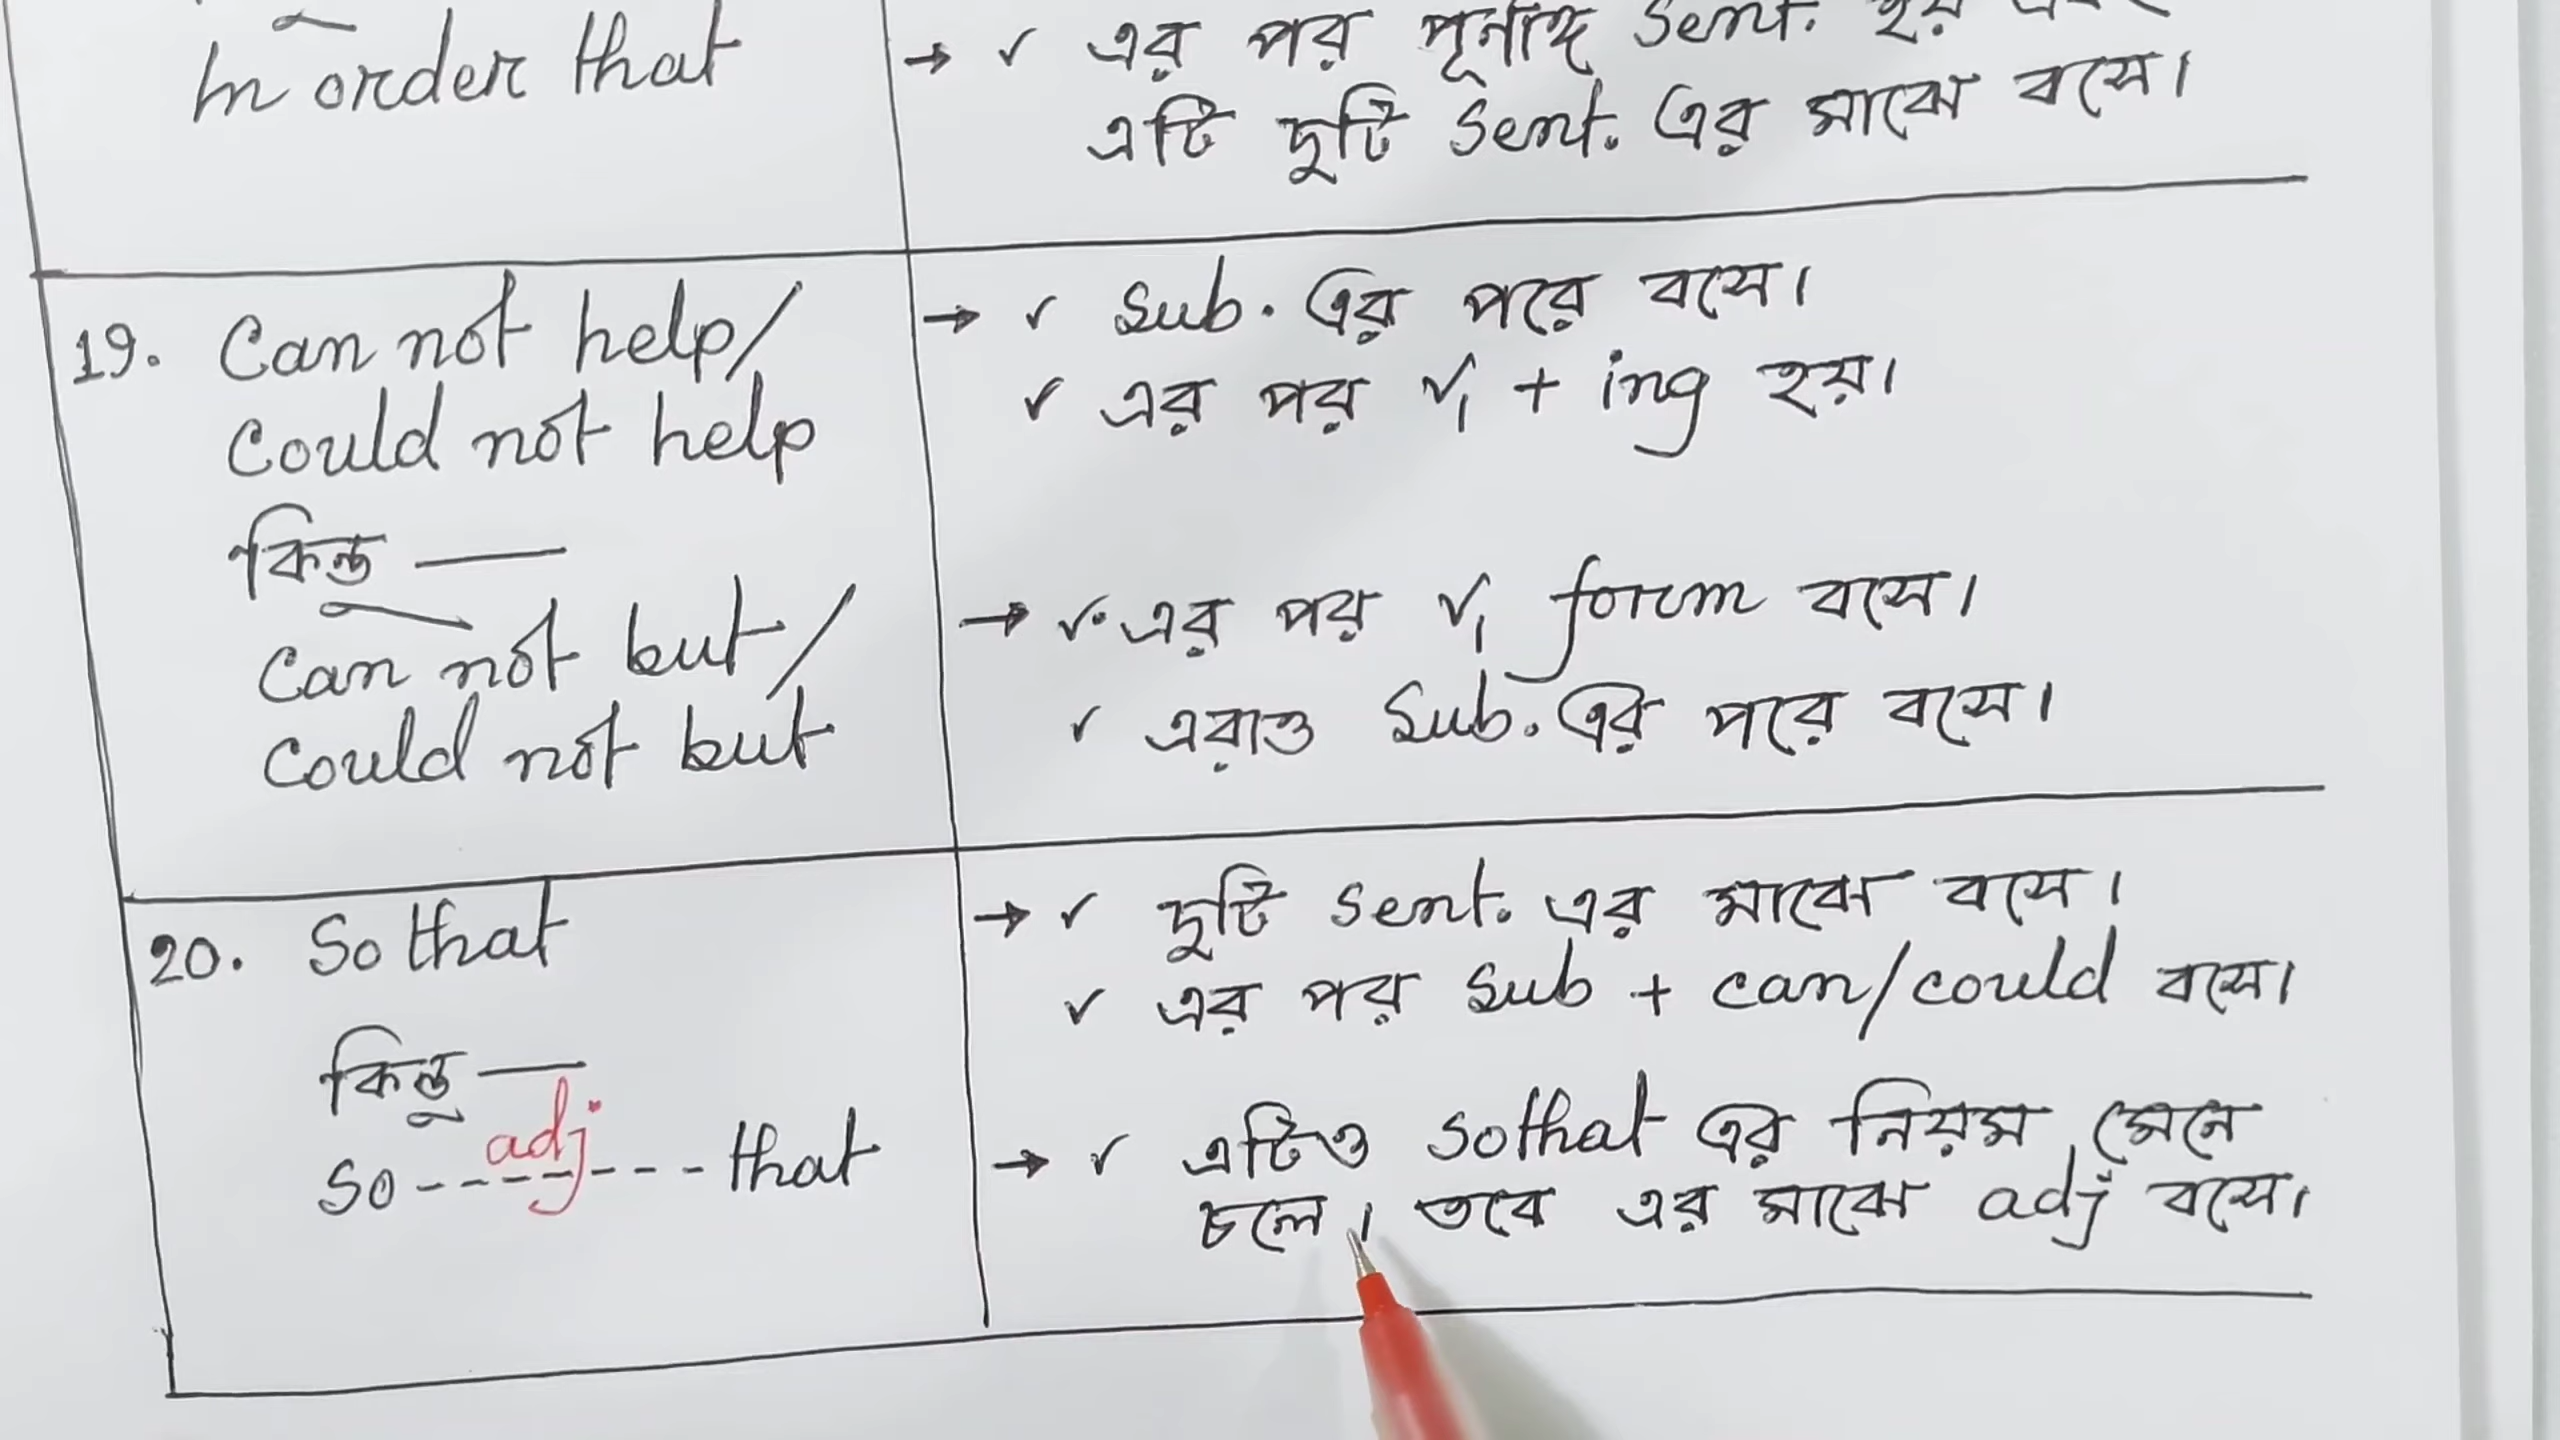 In order that
→ ✓ এর পর পূর্নাঙ্গ Sent. হয় এবং
এটি দুটি Sent. এর মাঝে বসে।
19. Can not help/
Could not help
→ ✓ Sub. এর পরে বসে।
✓ এর পর V₁ + ing হয়।
কিন্তু —
Can not but/
Could not but
→ ✓ এর পর V₁ form বসে।
✓ এরাও Sub. এর পরে বসে।
20. So that
→ ✓ দুটি Sent. এর মাঝে বসে।
✓ এর পর Sub + can/could বসে।
কিন্তু —
adj
So --------- that
→ ✓ এটিও So that এর নিয়ম মেনে
চলে। তবে এর মাঝে adj বসে।